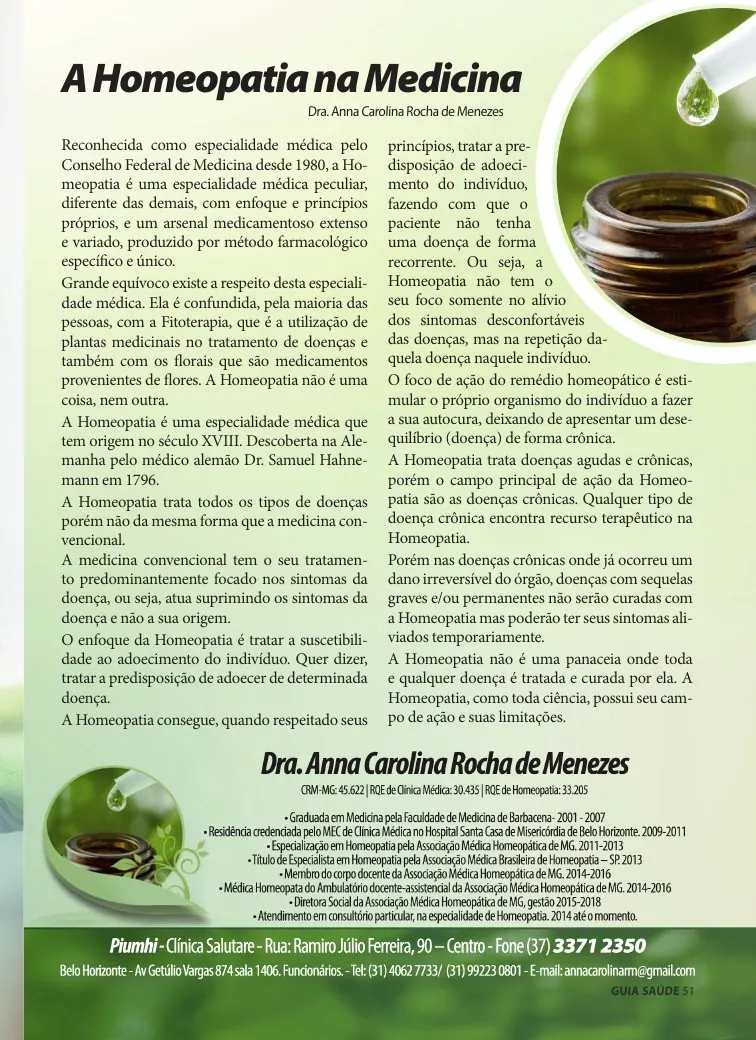 A Homeopatia na Medicina
Dra. Anna Carolina Rocha de Menezes
Reconhecida como especialidade médica pelo
Conselho Federal de Medicina desde 1980, a Ho-
meopatia é uma especialidade médica peculiar,
diferente das demais, com enfoque e princípios
próprios, e um arsenal medicamentoso extenso
e variado, produzido por método farmacológico
específico e único.
Grande equívoco existe a respeito desta especiali-
dade médica. Ela é confundida, pela maioria das
pessoas, com a Fitoterapia, que é a utilização de
plantas medicinais no tratamento de doenças e
também com os florais que são medicamentos
provenientes de flores. A Homeopatia não é uma
coisa, nem outra.
A Homeopatia é uma especialidade médica que
tem origem no século XVIII. Descoberta na Ale-
manha pelo médico alemão Dr. Samuel Hahne-
mann em 1796.
A Homeopatia trata todos os tipos de doenças
porém não da mesma forma que a medicina con-
vencional.
A medicina convencional tem o seu tratamen-
to predominantemente focado nos sintomas da
doença, ou seja, atua suprimindo os sintomas da
doença e não a sua origem.
O enfoque da Homeopatia é tratar a suscetibili-
dade ao adoecimento do indivíduo. Quer dizer,
tratar a predisposição de adoecer de determinada
doença.
A Homeopatia consegue, quando respeitado seus
princípios, tratar a pre-
disposição de adoeci-
mento do indivíduo,
fazendo com que o
paciente não tenha
uma doença de forma
recorrente. Ou seja, a
Homeopatia não tem o
seu foco somente no alívio
dos sintomas desconfortáveis
das doenças, mas na repetição da-
quela doença naquele indivíduo.
O foco de ação do remédio homeopático é esti-
mular o próprio organismo do indivíduo a fazer
a sua autocura, deixando de apresentar um dese-
quilíbrio (doença) de forma crônica.
A Homeopatia trata doenças agudas e crônicas,
porém o campo principal de ação da Homeo-
patia são as doenças crônicas. Qualquer tipo de
doença crônica encontra recurso terapêutico na
Homeopatia.
Porém nas doenças crônicas onde já ocorreu um
dano irreversível do órgão, doenças com sequelas
graves e/ou permanentes não serão curadas com
a Homeopatia mas poderão ter seus sintomas ali-
viados temporariamente.
A Homeopatia não é uma panaceia onde toda
e qualquer doença é tratada e curada por ela. A
Homeopatia, como toda ciência, possui seu cam-
po de ação e suas limitações.
Dra. Anna Carolina Rocha de Menezes
CRM-MG: 45.622 | RQE de Clínica Médica: 30.435 | RQE de Homeopatia: 33.205
• Graduada em Medicina pela Faculdade de Medicina de Barbacena- 2001 - 2007
• Residência credenciada pelo MEC de Clínica Médica no Hospital Santa Casa de Misericórdia de Belo Horizonte. 2009-2011
• Especialização em Homeopatia pela Associação Médica Homeopática de MG. 2011-2013
• Título de Especialista em Homeopatia pela Associação Médica Brasileira de Homeopatia – SP. 2013
• Membro do corpo docente da Associação Médica Homeopática de MG. 2014-2016
• Médica Homeopata do Ambulatório docente-assistencial da Associação Médica Homeopática de MG. 2014-2016
• Diretora Social da Associação Médica Homeopática de MG, gestão 2015-2018
• Atendimento em consultório particular, na especialidade de Homeopatia. 2014 até o momento.
Piumhi - Clínica Salutare - Rua: Ramiro Júlio Ferreira, 90 – Centro - Fone (37) 3371 2350
Belo Horizonte - Av Getúlio Vargas 874 sala 1406. Funcionários. - Tel: (31) 4062 7733/ (31) 99223 0801 - E-mail: annacarolinarm@gmail.com
GUIA SAÚDE 51